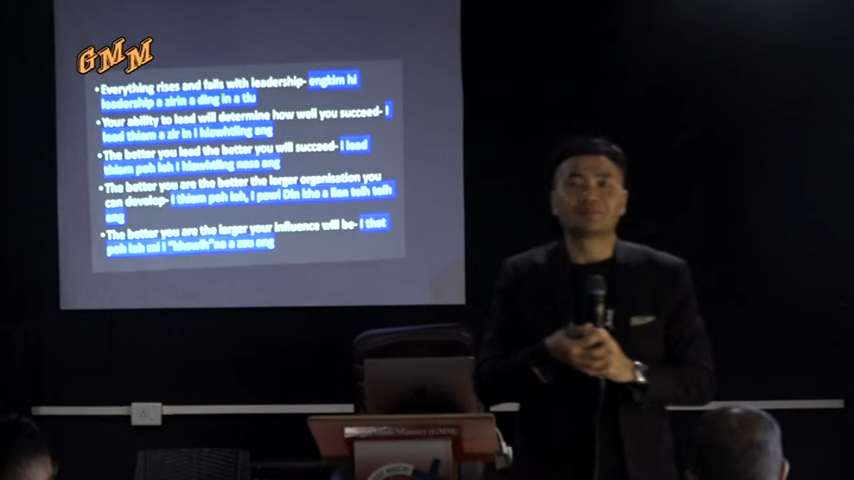 GMM
• Everything rises and falls with leadership- engkim hi
leadership a zirin a ding in a tlu
• Your ability to lead will determine how well you succeed- I
lead thiam a zir in I hlawhtling ang
• The better you lead the better you will succeed- I lead
thiam poh leh I hlawhtling nasa ang
• The better you are the better the larger organisation you
can develop- I thiam poh leh, I pawl Din kha a lian telh telh
ang
• The better you are the larger your influence will be- I that
poh leh mi I "khawih"na a zau ang
Ministry (GMM)
MINISTRY